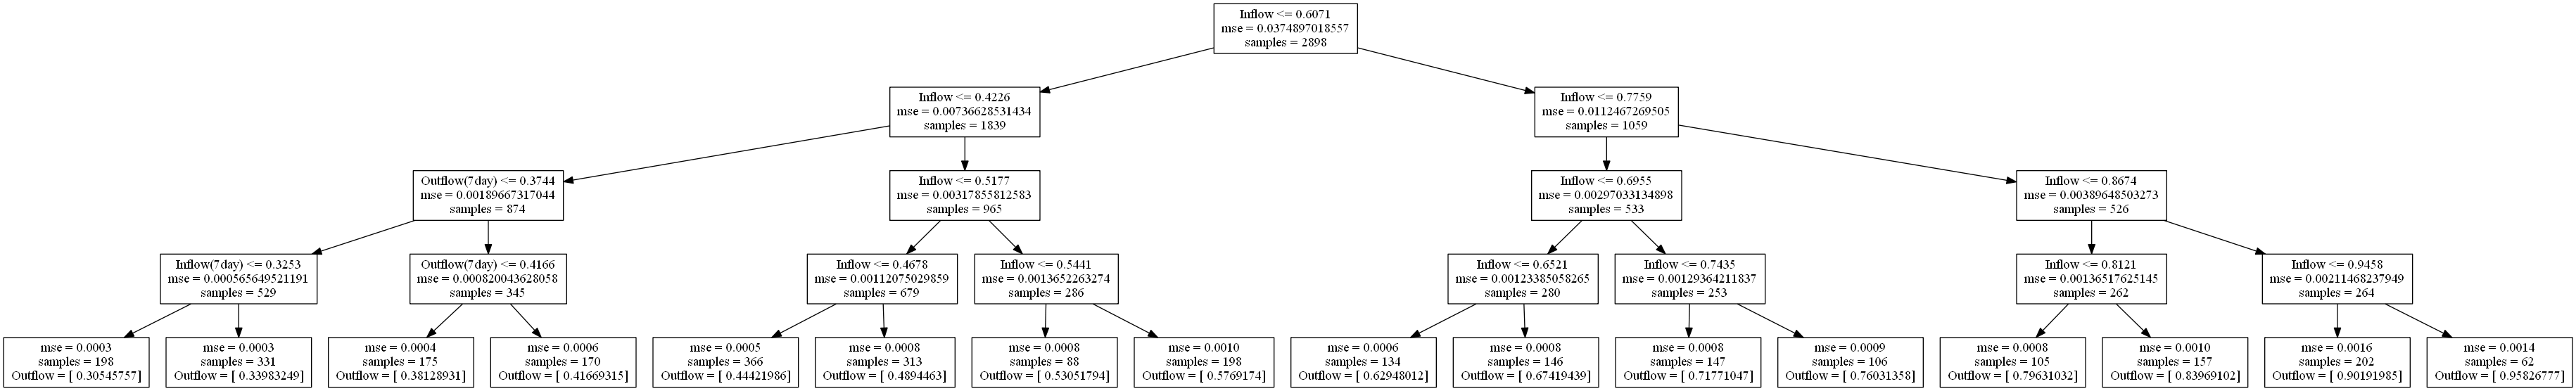 Inflow <= 0.6071
mse = 0.0374897018557
samples = 2898
Inflow <= 0.4226
mse = 0.00736628531434
samples = 1839
Inflow <= 0.7759
mse = 0.0112467269505
samples = 1059
Outflow(7day) <= 0.3744
mse = 0.00189667317044
samples = 874
Inflow <= 0.5177
mse = 0.00317855812583
samples = 965
Inflow <= 0.6955
mse = 0.00297033134898
samples = 533
Inflow <= 0.8674
mse = 0.00389648503273
samples = 526
Inflow(7day) <= 0.3253
mse = 0.000565649521191
samples = 529
Outflow(7day) <= 0.4166
mse = 0.000820043628058
samples = 345
Inflow <= 0.4678
mse = 0.00112075029859
samples = 679
Inflow <= 0.5441
mse = 0.0013652263274
samples = 286
Inflow <= 0.6521
mse = 0.00123385058265
samples = 280
Inflow <= 0.7435
mse = 0.00129364211837
samples = 253
Inflow <= 0.8121
mse = 0.00136517625145
samples = 262
Inflow <= 0.9458
mse = 0.00211468237949
samples = 264
mse = 0.0003
samples = 198
Outflow = [ 0.30545757]
mse = 0.0003
samples = 331
Outflow = [ 0.33983249]
mse = 0.0004
samples = 175
Outflow = [ 0.38128931]
mse = 0.0006
samples = 170
Outflow = [ 0.41669315]
mse = 0.0005
samples = 366
Outflow = [ 0.44421986]
mse = 0.0008
samples = 313
Outflow = [ 0.4894463]
mse = 0.0008
samples = 88
Outflow = [ 0.53051794]
mse = 0.0010
samples = 198
Outflow = [ 0.5769174]
mse = 0.0006
samples = 134
Outflow = [ 0.62948012]
mse = 0.0008
samples = 146
Outflow = [ 0.67419439]
mse = 0.0008
samples = 147
Outflow = [ 0.71771047]
mse = 0.0009
samples = 106
Outflow = [ 0.76031358]
mse = 0.0008
samples = 105
Outflow = [ 0.79631032]
mse = 0.0010
samples = 157
Outflow = [ 0.83969102]
mse = 0.0016
samples = 202
Outflow = [ 0.90191985]
mse = 0.0014
samples = 62
Outflow = [ 0.95826777]